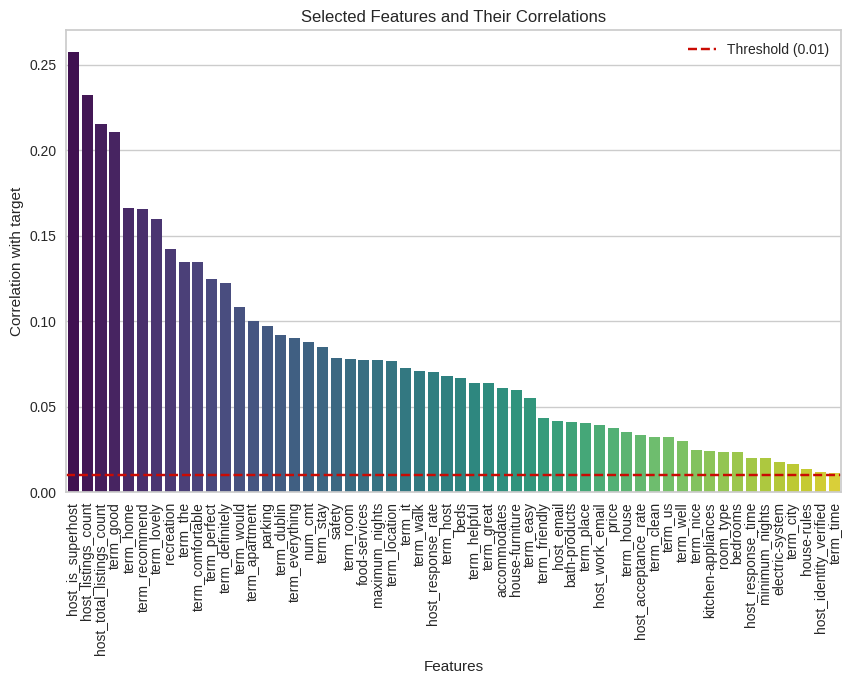 Selected Features and Their Correlations
Threshold (0.01)
Correlation with target
0.25
0.20
0.15
0.10
0.05
0.00
host_is_superhost
host_listings_count
host_total_listings_count
term_good
term_home
term_recommend
term_lovely
recreation
term_the
term_comfortable
term_perfect
term_definitely
term_would
term_apartment
parking
term_dublin
term_everything
num_cmt
term_stay
safety
term_room
food-services
maximum_nights
term_location
term_it
term_walk
host_response_rate
term_host
beds
term_helpful
term_great
accommodates
house-furniture
term_easy
term_friendly
host_email
bath-products
term_place
host_work_email
price
term_house
host_acceptance_rate
term_clean
term_us
term_well
term_nice
kitchen-appliances
room_type
bedrooms
host_response_time
minimum_nights
electric-system
term_city
house-rules
host_identity_verified
term_time
Features